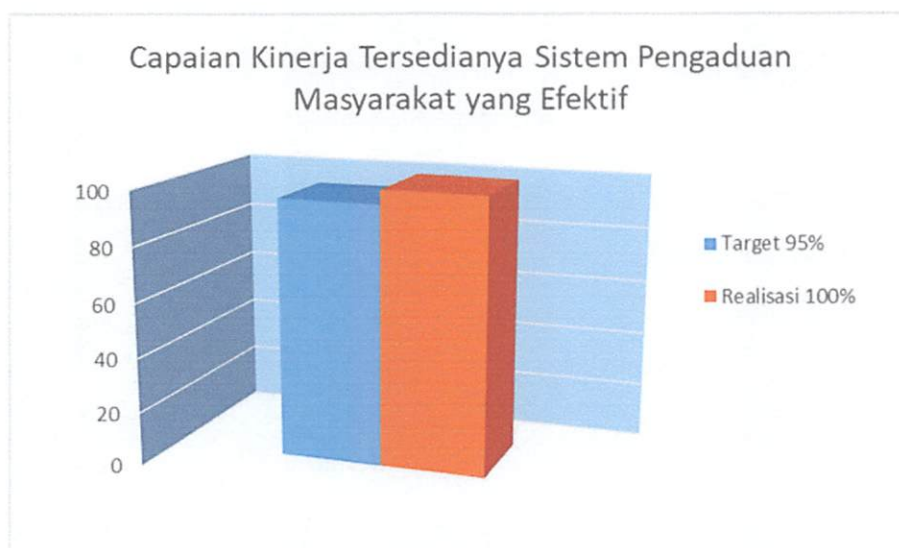 Capaian Kinerja Tersedianya Sistem Pengaduan
Masyarakat yang Efektif
100
80
60
40
20
0
Target 95%
Realisasi 100%